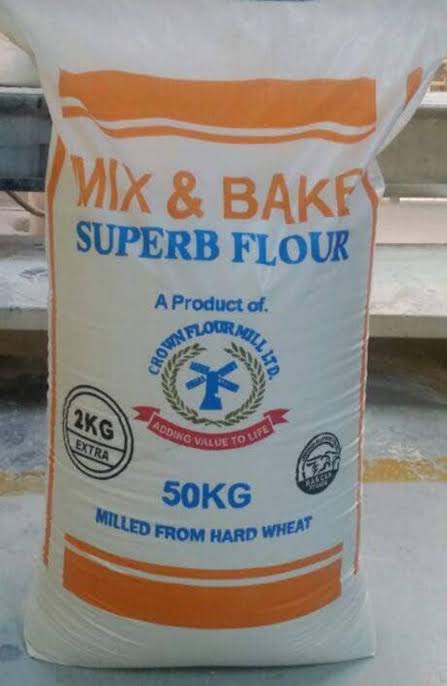 MIX & BAKE
SUPERB FLOUR
A Product of.
CROWN FLOUR MILL LTD.
ADDING VALUE TO LIFE
2KG
EXTRA
50KG
MILLED FROM HARD WHEAT